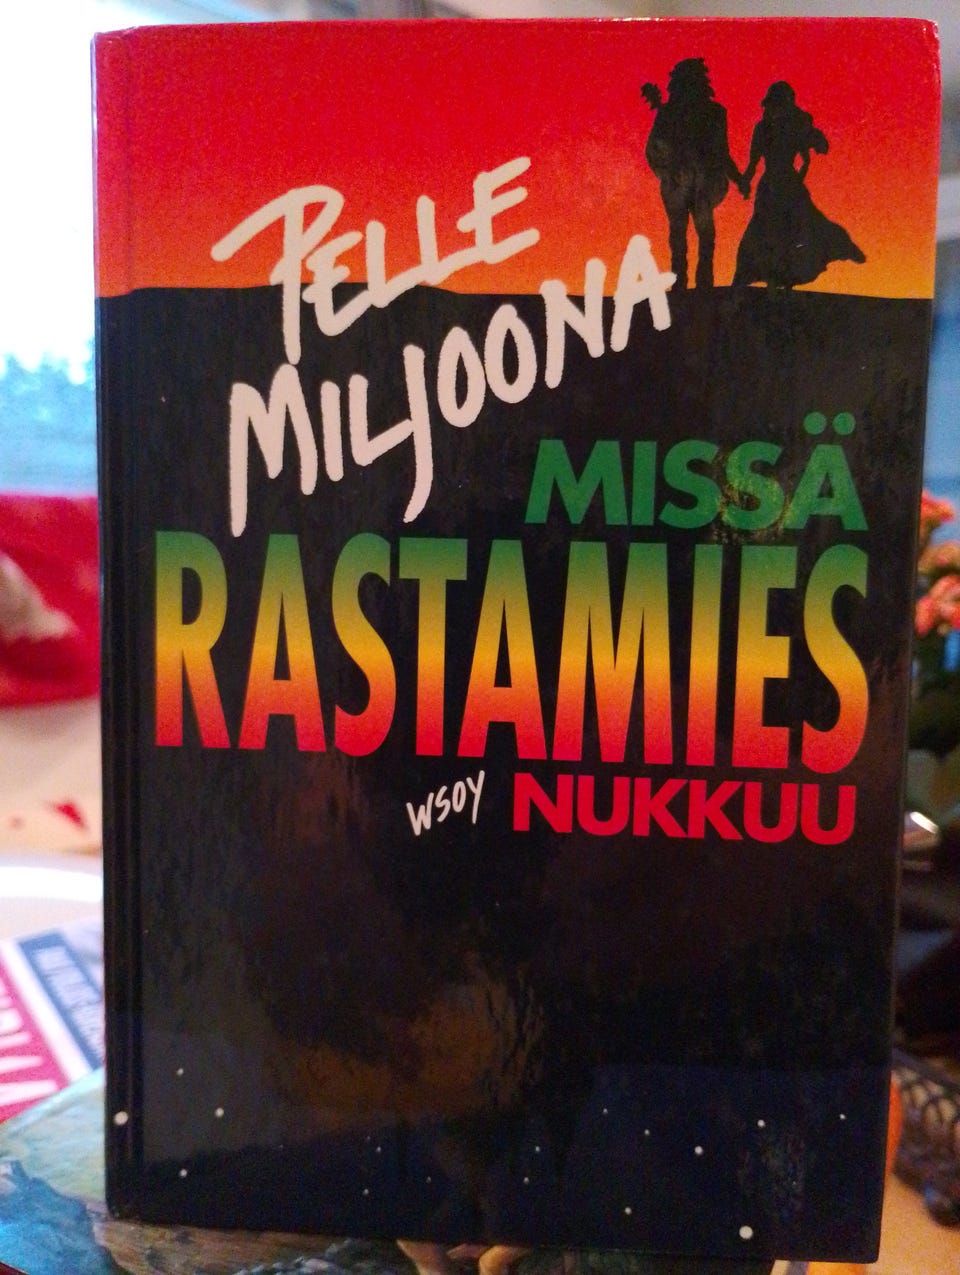 PELLE
MILJOONA
MISSÄ
RASTAMIES
WSOY NUKKUU